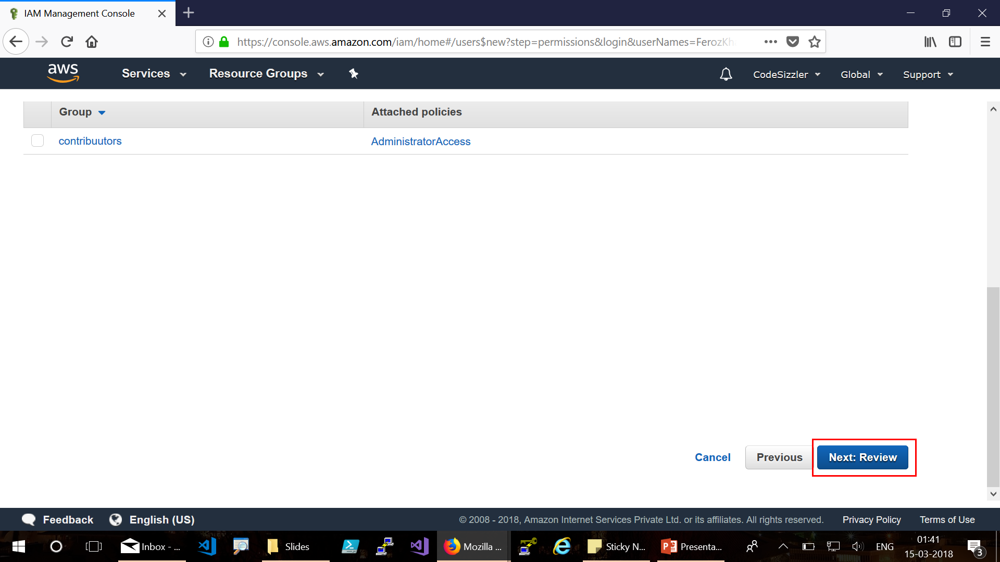 IAM Management Console
https://console.aws.amazon.com/iam/home#/users$new?step=permissions&login&userNames=FerozKh
aws
Services
Resource Groups
CodeSizzler
Global
Support
Group
Attached policies
contribuutors
AdministratorAccess
Cancel
Previous
Next: Review
Feedback
English (US)
© 2008 - 2018, Amazon Internet Services Private Ltd. or its affiliates. All rights reserved.
Privacy Policy
Terms of Use
Inbox - ...
Slides
Mozilla ...
Sticky N...
Presenta...
ENG
01:41
15-03-2018
3